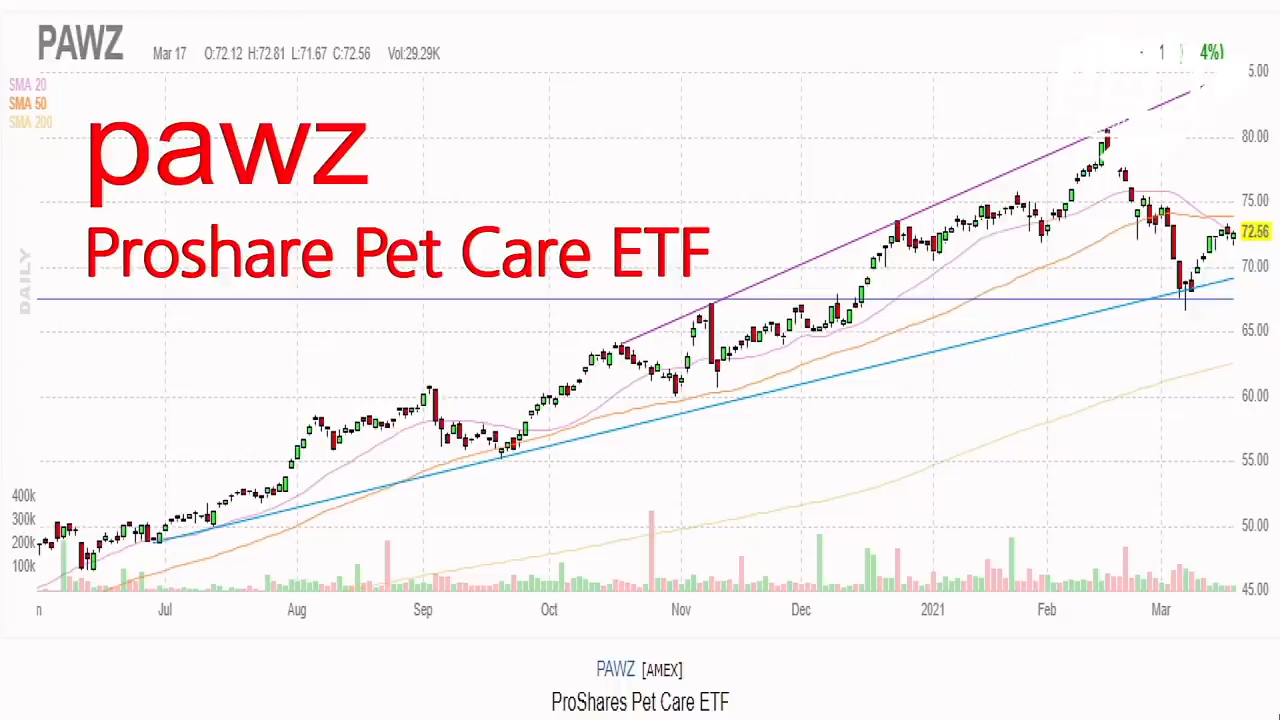 PAWZ Mar 17 O:72.12 H:72.81 L:71.67 C:72.56 Vol:29.29K
4%)
SMA 20
SMA 50
SMA 200
pawz
Proshare Pet Care ETF
DAILY
5.00
80.00
75.00
72.56
70.00
65.00
60.00
55.00
50.00
45.00
400k
300k
200k
100k
n Jul Aug Sep Oct Nov Dec 2021 Feb Mar
PAWZ [AMEX]
ProShares Pet Care ETF